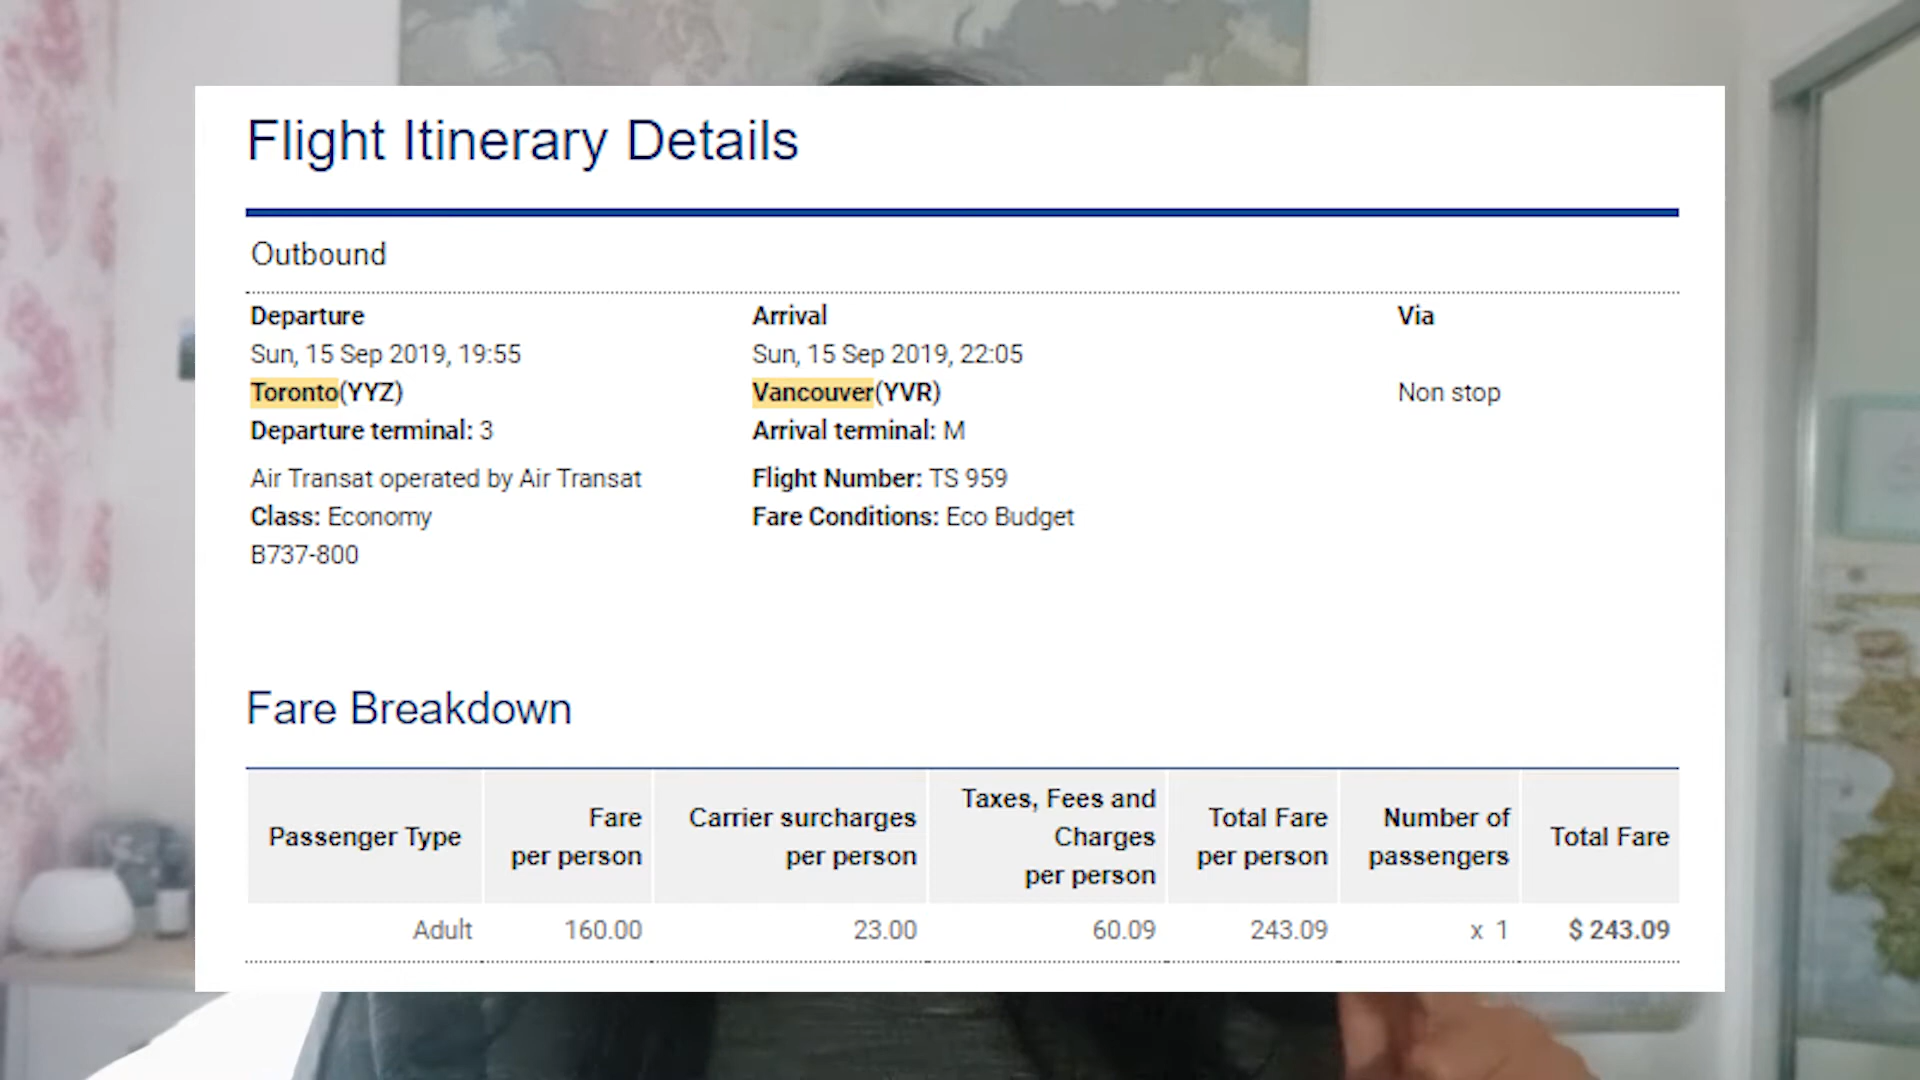 Flight Itinerary Details
Outbound
Departure
Sun, 15 Sep 2019, 19:55
Toronto(YYZ)
Departure terminal: 3
Air Transat operated by Air Transat
Class: Economy
B737-800
Arrival
Sun, 15 Sep 2019, 22:05
Vancouver(YVR)
Arrival terminal: M
Flight Number: TS 959
Fare Conditions: Eco Budget
Via
Non stop
Fare Breakdown
Passenger Type
Fare
per person
Carrier surcharges
per person
Taxes, Fees and
Charges
per person
Total Fare
per person
Number of
passengers
Total Fare
Adult 160.00 23.00 60.09 243.09 x 1 $ 243.09